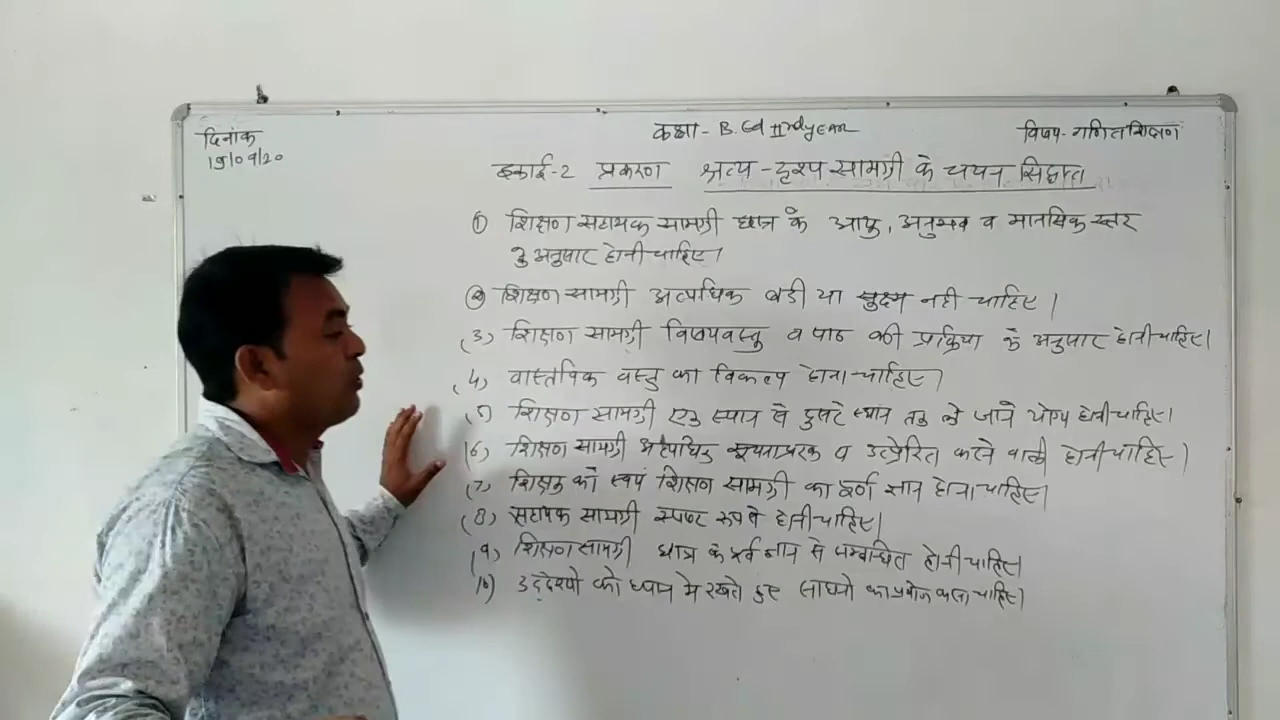 दिनांक
19/09/20
कक्षा - B.Ed IInd year
विषय - गणित शिक्षण
इकाई-2 प्रकरण श्रव्य-दृश्य सामग्री के चयन सिद्धांत
① शिक्षण सहायक सामग्री छात्र के आयु, अनुभव व मानसिक स्तर
के अनुसार होनी चाहिए।
② शिक्षण सामग्री अत्यधिक बडी या सुक्ष्म नही चाहिए।
(3) शिक्षण सामग्री विषयवस्तु व पाठ की प्रक्रिया के अनुसार होनी चाहिए।
(4) वास्तविक वस्तु का विकल्प होना चाहिए।
(5) शिक्षण सामग्री एक स्थान से दुसरे स्थान तक ले जाने योग्य होनी चाहिए।
(6) शिक्षण सामग्री अत्यधिक सूचनाप्ररक व उत्प्रेरित करने वाली होनी चाहिए।
(7) शिक्षक को स्वयं शिक्षण सामग्री का पूर्ण ज्ञान होना चाहिए।
(8) सहायक सामग्री स्पष्ट रूप से होनी चाहिए।
(9) शिक्षण सामग्री छात्र के पूर्व ज्ञान से सम्बन्धित होनी चाहिए।
10) उद्देश्यो को ध्यान मे रखते हुए साधनो का प्रयोग करना चाहिए।